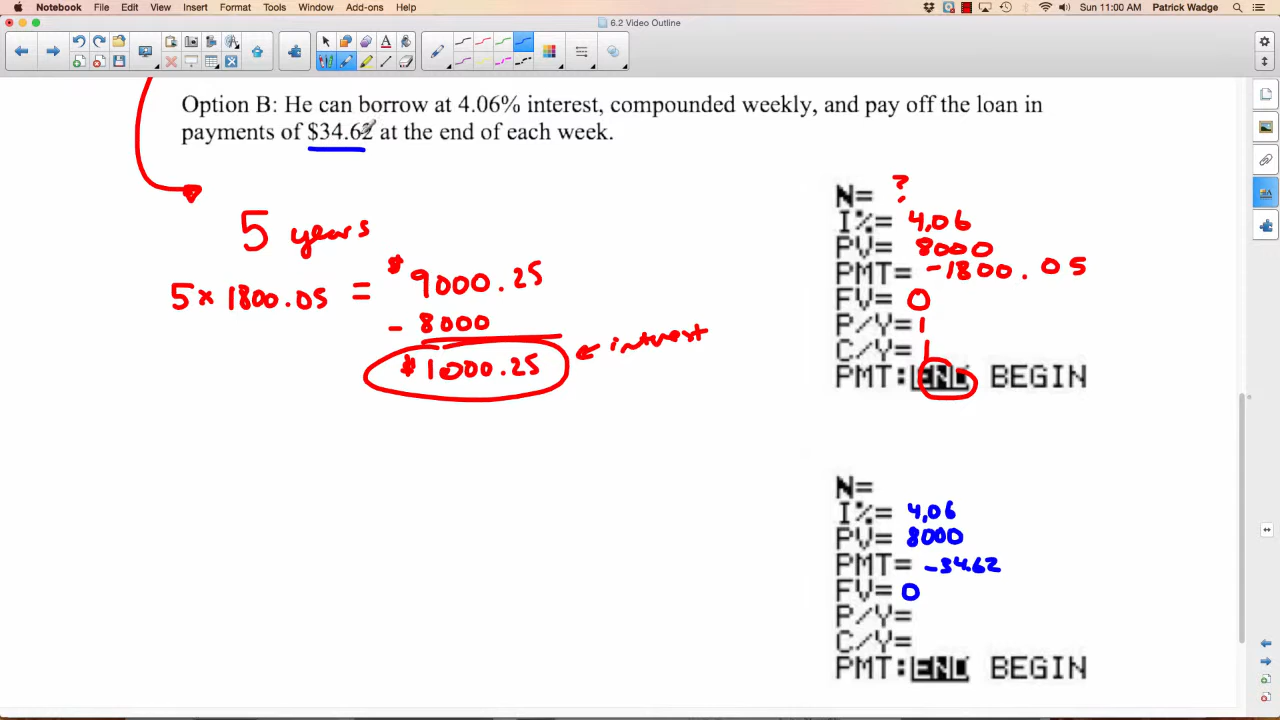 Notebook File Edit View Insert Format Tools Window Add-ons Help Sun 11:00 AM Patrick Wadge
6.2 Video Outline
Option B: He can borrow at 4.06% interest, compounded weekly, and pay off the loan in
payments of $34.62 at the end of each week.
5 years
5 × 1800.05 = $9000.25
- 8000
$1000.25 ← interest
N= ?
I%= 4,06
PV= 8000
PMT= -1800.05
FV= 0
P/Y= 1
C/Y= 1
PMT:END BEGIN
N=
I%= 4,06
PV= 8000
PMT= -34.62
FV= 0
P/Y=
C/Y=
PMT:END BEGIN